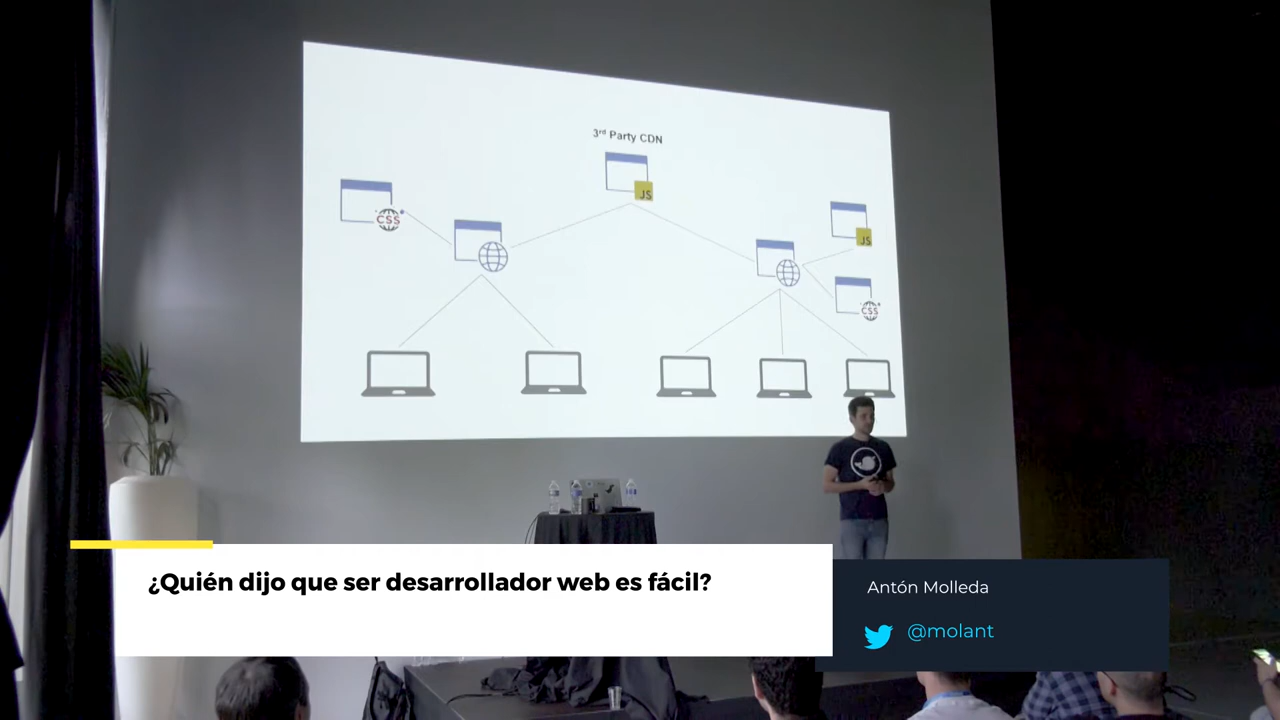 3rd Party CDN
JS
CSS
JS
CSS
¿Quién dijo que ser desarrollador web es fácil?
Antón Molleda
@molant